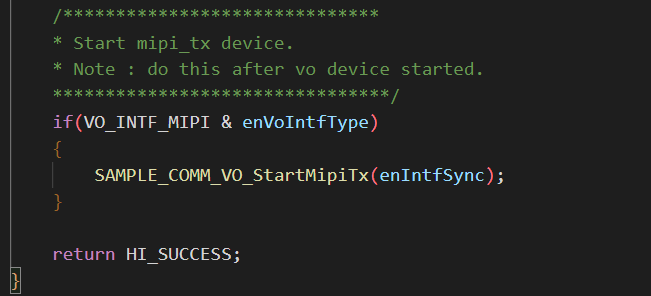 /******************************
* Start mipi_tx device.
* Note : do this after vo device started.
********************************/
if(VO_INTF_MIPI & enVoIntfType)
{
SAMPLE_COMM_VO_StartMipiTx(enIntfSync);
}
return HI_SUCCESS;
}